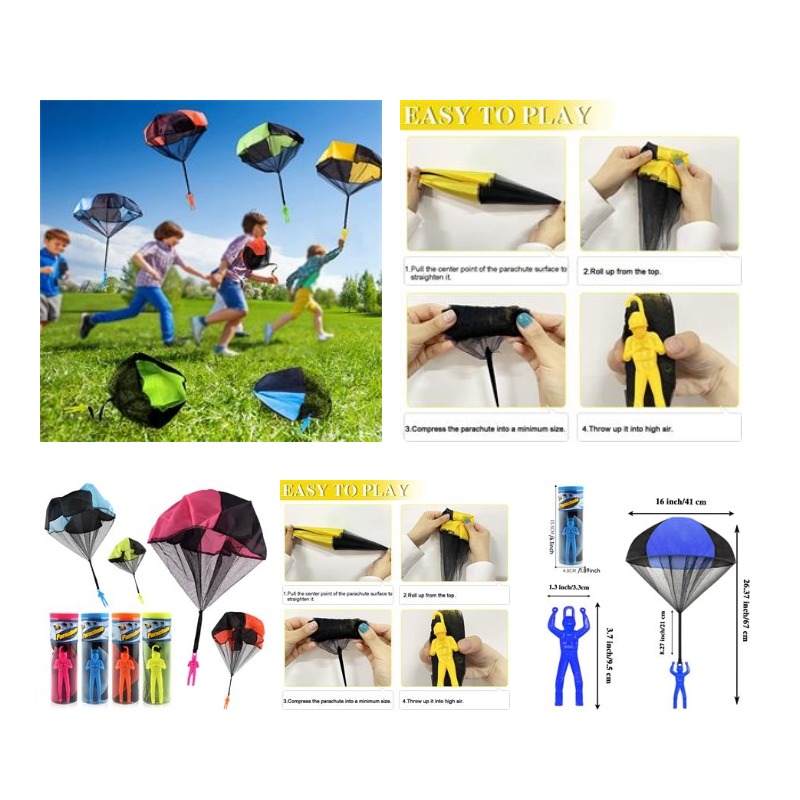 EASY TO PLAY
1.Pull the center point of the parachute surface to
straighten it.
2.Roll up from the top.
3.Compress the parachute into a minimum size.
4.Throw up it into high air.
EASY TO PLAY
1.Pull the center point of the parachute surface to
straighten it.
2.Roll up from the top.
3.Compress the parachute into a minimum size.
4.Throw up it into high air.
16 inch/41 cm
1.3 inch/3.3cm
3.7 inch/9.5 cm
8.27 inch/21 cm
26.37 inch/67 cm